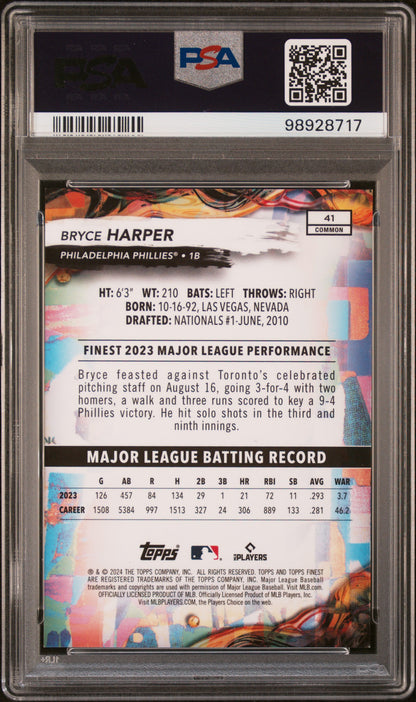 PSA
PSA
98928717
41
COMMON
BRYCE HARPER
PHILADELPHIA PHILLIES® • 1B
HT: 6'3" WT: 210 BATS: LEFT THROWS: RIGHT
BORN: 10-16-92, LAS VEGAS, NEVADA
DRAFTED: NATIONALS #1-JUNE, 2010
FINEST 2023 MAJOR LEAGUE PERFORMANCE
Bryce feasted against Toronto's celebrated
pitching staff on August 16, going 3-for-4 with two
homers, a walk and three runs scored to key a 9-4
Phillies victory. He hit solo shots in the third and
ninth innings.
MAJOR LEAGUE BATTING RECORD
G AB R H 2B 3B HR RBI SB AVG WAR
2023 126 457 84 134 29 1 21 72 11 .293 3.7
CAREER 1508 5384 997 1513 327 24 306 889 133 .281 46.2
Topps PLAYERS
® & © 2024 THE TOPPS COMPANY, INC. ALL RIGHTS RESERVED. TOPPS AND TOPPS FINEST
ARE REGISTERED TRADEMARKS OF THE TOPPS COMPANY, INC. Major League Baseball
trademarks and copyrights are used with permission of Major League Baseball. Visit MLB.com.
OFFICIALLY LICENSED PRODUCT OF MLB Players, Inc.
Visit MLBPLAYERS.com, the Players Choice on the web.
PSA